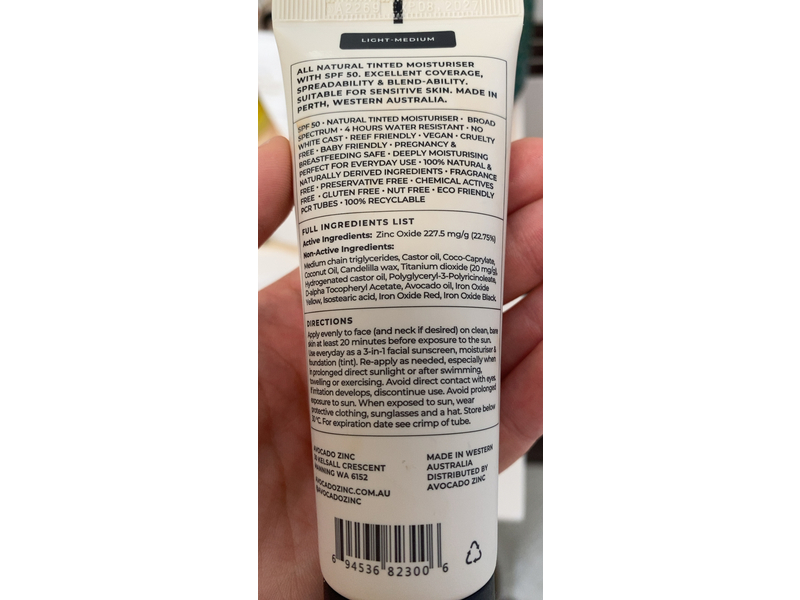 LIGHT-MEDIUM
ALL NATURAL TINTED MOISTURISER
WITH SPF 50. EXCELLENT COVERAGE,
SPREADABILITY & BLEND-ABILITY.
SUITABLE FOR SENSITIVE SKIN. MADE IN
PERTH, WESTERN AUSTRALIA.
SPF 50 • NATURAL TINTED MOISTURISER • BROAD
SPECTRUM • 4 HOURS WATER RESISTANT • NO
WHITE CAST • REEF FRIENDLY • VEGAN • CRUELTY
FREE • BABY FRIENDLY • PREGNANCY &
BREASTFEEDING SAFE • DEEPLY MOISTURISING
PERFECT FOR EVERYDAY USE • 100% NATURAL &
NATURALLY DERIVED INGREDIENTS • FRAGRANCE
FREE • PRESERVATIVE FREE • CHEMICAL ACTIVES
FREE • GLUTEN FREE • NUT FREE • ECO FRIENDLY
PCR TUBES • 100% RECYCLABLE
FULL INGREDIENTS LIST
Active Ingredients: Zinc Oxide 227.5 mg/g (22.75%)
Non-Active Ingredients:
Medium chain triglycerides, Castor oil, Coco-Caprylate,
Coconut Oil, Candelilla wax, Titanium dioxide (20 mg/g),
Hydrogenated castor oil, Polyglyceryl-3-Polyricinoleate,
D-alpha Tocopheryl Acetate, Avocado oil, Iron Oxide
Yellow, Isostearic acid, Iron Oxide Red, Iron Oxide Black.
DIRECTIONS
Apply evenly to face (and neck if desired) on clean, bare
skin at least 20 minutes before exposure to the sun.
Use everyday as a 3-in-1 facial sunscreen, moisturiser &
foundation (tint). Re-apply as needed, especially when
in prolonged direct sunlight or after swimming,
towelling or exercising. Avoid direct contact with eyes,
if irritation develops, discontinue use. Avoid prolonged
exposure to sun. When exposed to sun, wear
protective clothing, sunglasses and a hat. Store below
30°C. For expiration date see crimp of tube.
AVOCADO ZINC
KELSALL CRESCENT
MANNING WA 6152
AVOCADOZINC.COM.AU
@AVOCADOZINC
MADE IN WESTERN
AUSTRALIA
DISTRIBUTED BY
AVOCADO ZINC
6 94536 82300 6